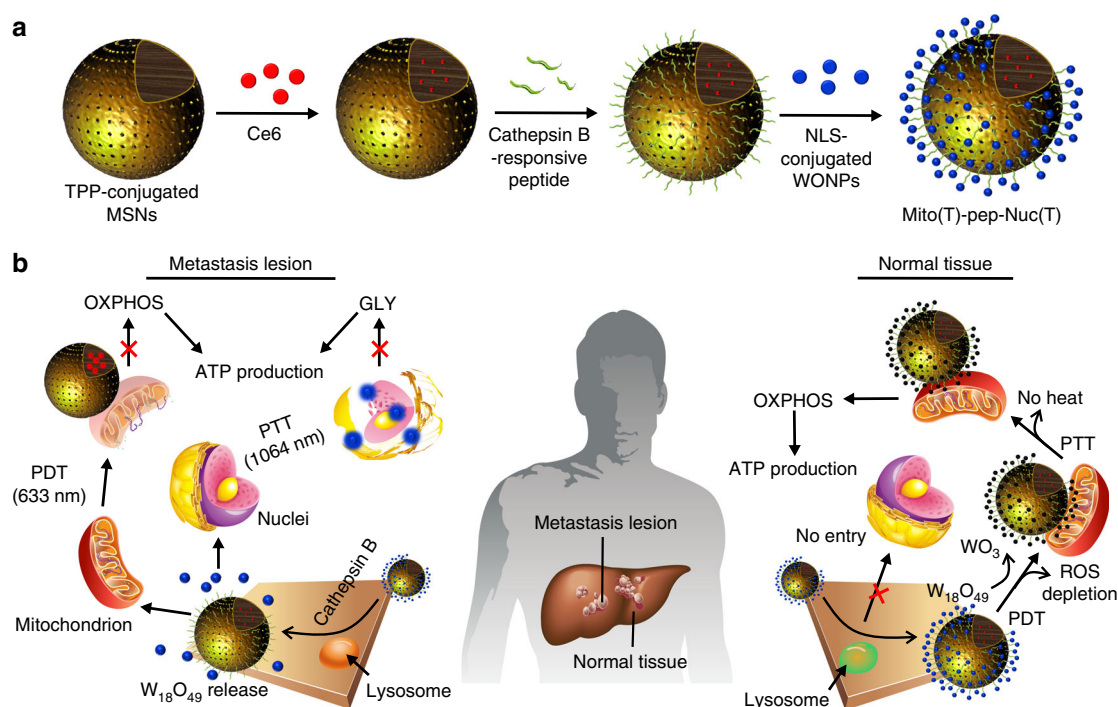 a
TPP-conjugated
MSNs
Ce6
Cathepsin B
-responsive
peptide
NLS-
conjugated
WONPs
Mito(T)-pep-Nuc(T)
b
Metastasis lesion
OXPHOS
GLY
ATP production
PTT
(1064 nm)
PDT
(633 nm)
Nuclei
Mitochondrion
Cathepsin B
W₁₈O₄₉ release
Lysosome
Metastasis lesion
Normal tissue
Normal tissue
OXPHOS
ATP production
No heat
PTT
No entry
WO₃
W₁₈O₄₉
ROS
depletion
PDT
Lysosome